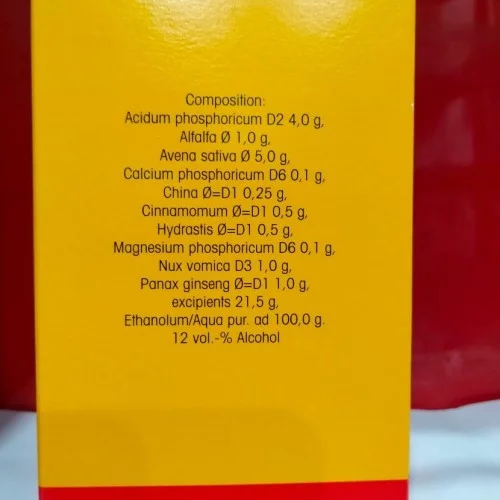 Composition:
Acidum phosphoricum D2 4,0 g,
Alfalfa Ø 1,0 g,
Avena sativa Ø 5,0 g,
Calcium phosphoricum D6 0,1 g,
China Ø=D1 0,25 g,
Cinnamomum Ø=D1 0,5 g,
Hydrastis Ø=D1 0,5 g,
Magnesium phosphoricum D6 0,1 g,
Nux vomica D3 1,0 g,
Panax ginseng Ø=D1 1,0 g,
excipients 21,5 g,
Ethanolum/Aqua pur. ad 100,0 g.
12 vol.-% Alcohol